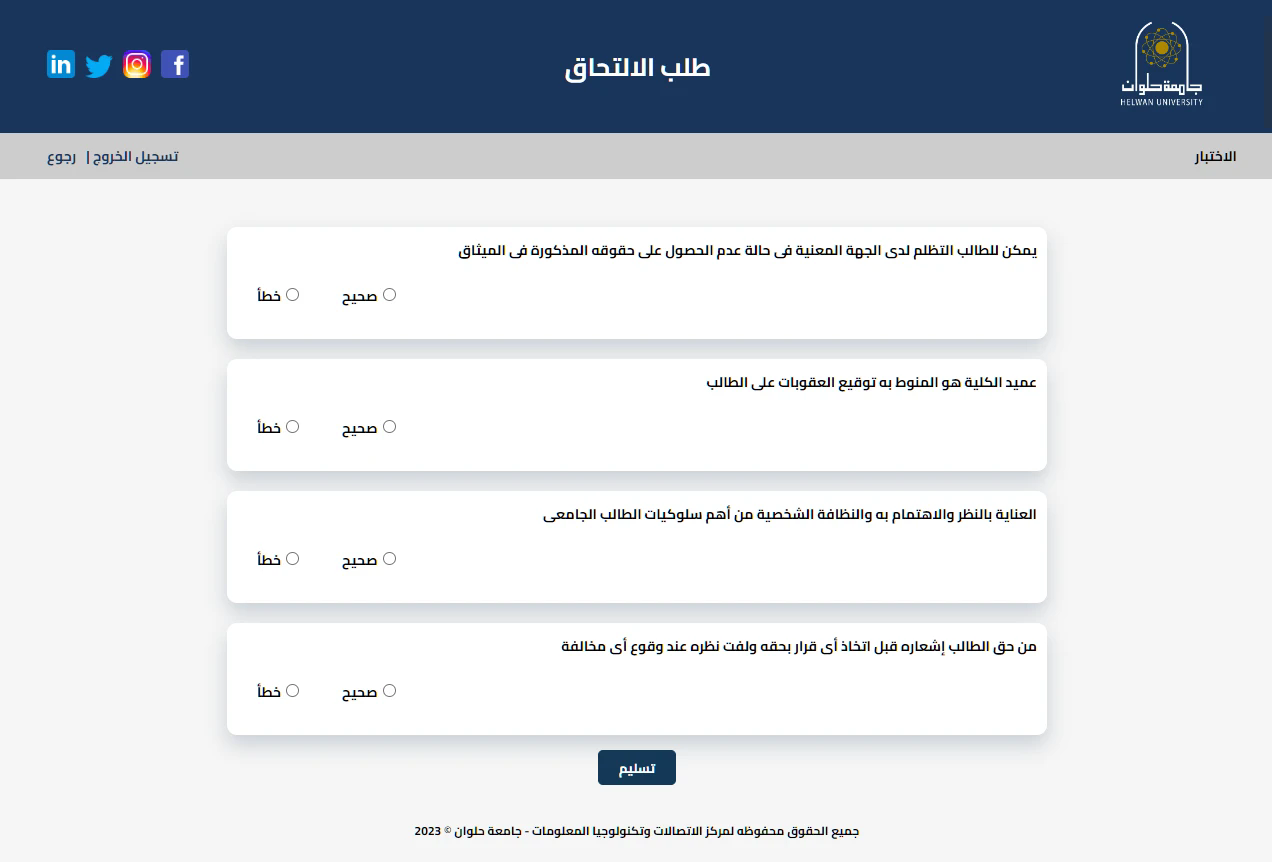 جامعة حلوان
HELWAN UNIVERSITY
طلب الالتحاق
الاختبار
تسجيل الخروج | رجوع
يمكن للطالب التظلم لدى الجهة المعنية فى حالة عدم الحصول على حقوقه المذكورة فى الميثاق
صحيح
خطأ
عميد الكلية هو المنوط به توقيع العقوبات على الطالب
صحيح
خطأ
العناية بالنظر والاهتمام به والنظافة الشخصية من أهم سلوكيات الطالب الجامعى
صحيح
خطأ
من حق الطالب إشعاره قبل اتخاذ أى قرار بحقه ولفت نظره عند وقوع أى مخالفة
صحيح
خطأ
تسليم
جميع الحقوق محفوظه لمركز الاتصالات وتكنولوجيا المعلومات - جامعة حلوان © 2023